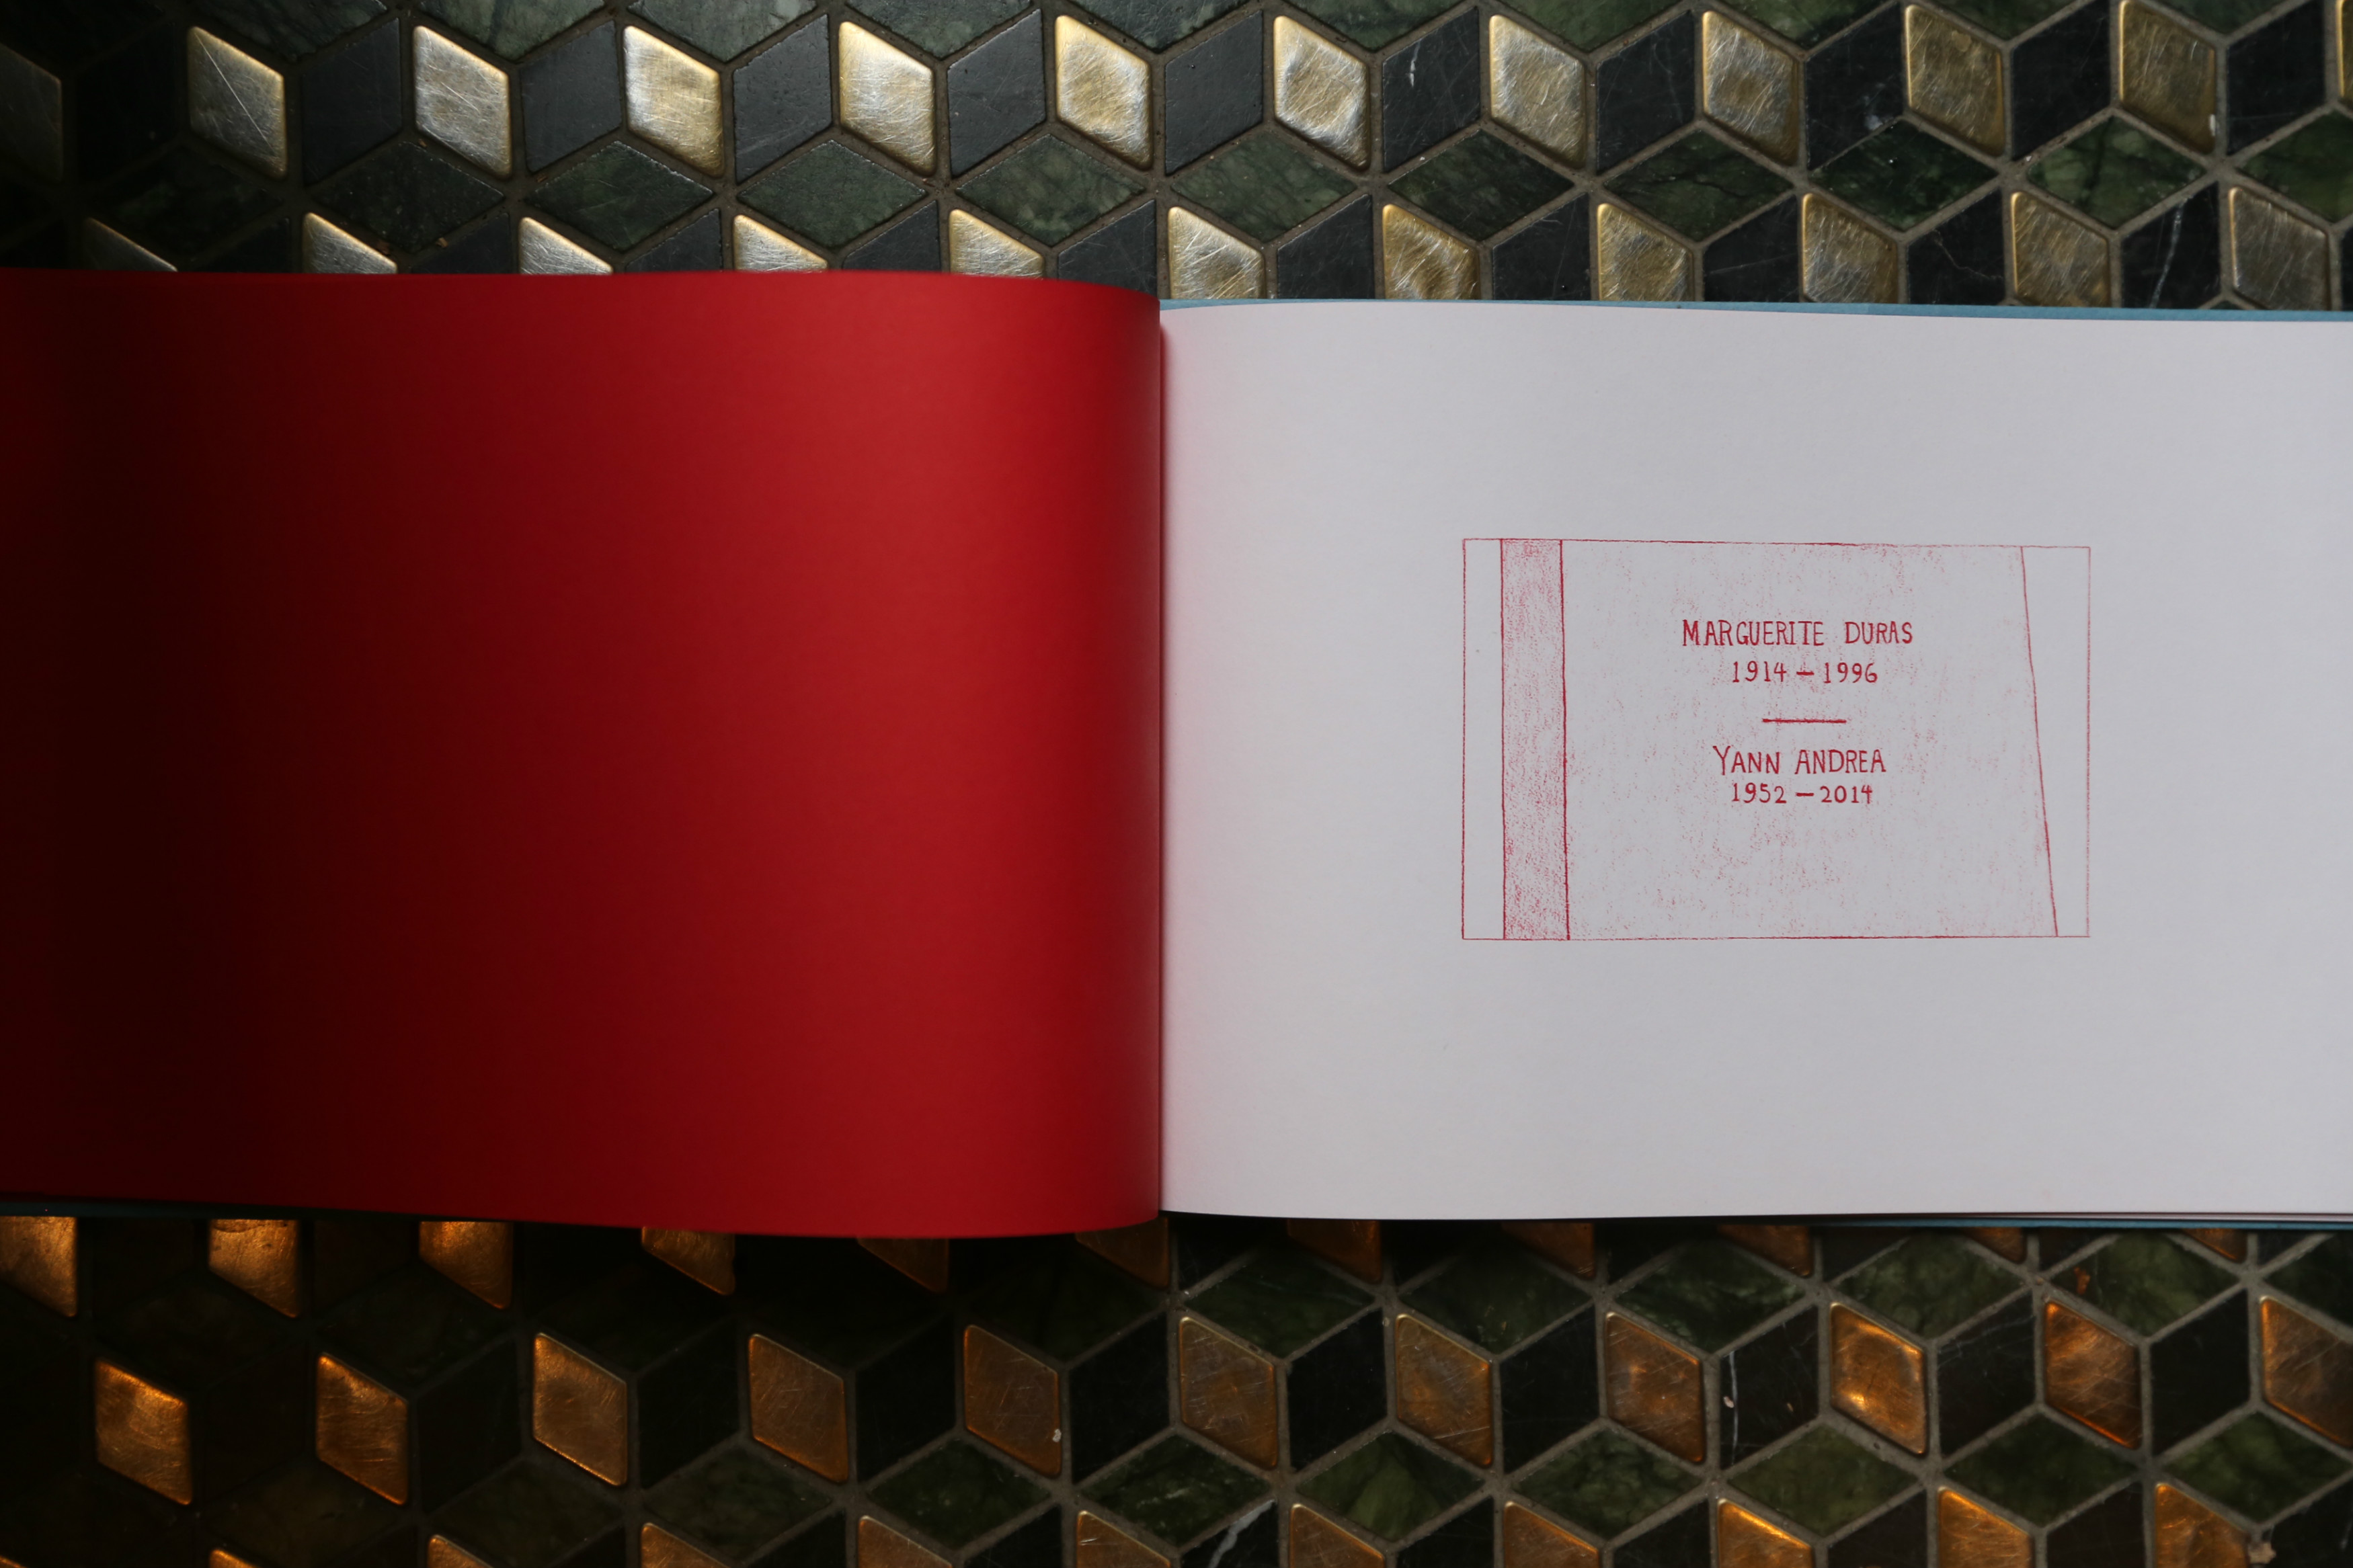 MARGUERITE DURAS
1914 — 1996
YANN ANDREA
1952 — 2014